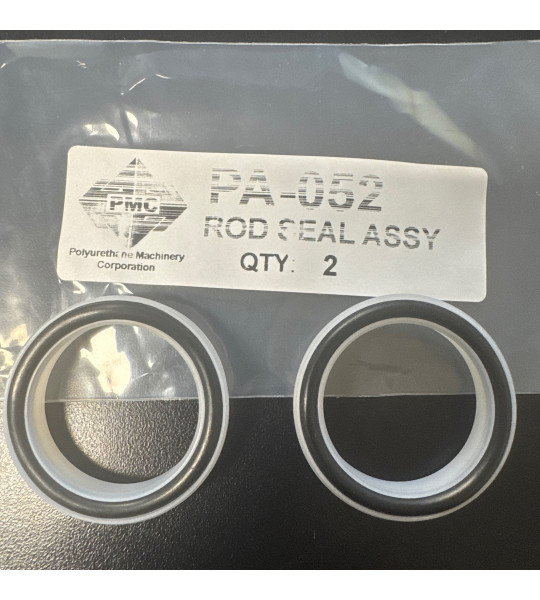 PMC
Polyurethane Machinery
Corporation
PA-052
ROD SEAL ASSY
QTY: 2